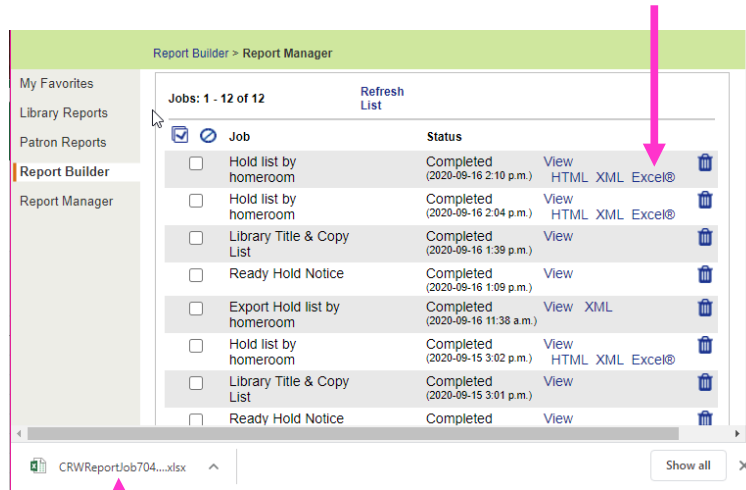 Report Builder > Report Manager
My Favorites
Library Reports
Patron Reports
Report Builder
Report Manager
Jobs: 1 - 12 of 12
Refresh
List
Job Status
Hold list by
homeroom
Completed
(2020-09-16 2:10 p.m.)
View
HTML XML Excel®
Hold list by
homeroom
Completed
(2020-09-16 2:04 p.m.)
View
HTML XML Excel®
Library Title & Copy
List
Completed
(2020-09-16 1:39 p.m.)
View
Ready Hold Notice
Completed
(2020-09-16 1:09 p.m.)
View
Export Hold list by
homeroom
Completed
(2020-09-16 11:38 a.m.)
View XML
Hold list by
homeroom
Completed
(2020-09-15 3:02 p.m.)
View
HTML XML Excel®
Library Title & Copy
List
Completed
(2020-09-15 3:01 p.m.)
View
Ready Hold Notice
Completed
View
CRWReportJob704....xlsx
Show all